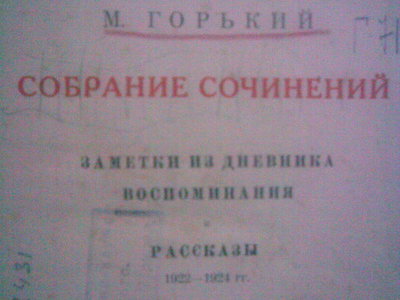 М. ГОРЬКИЙ
СОБРАНИЕ СОЧИНЕНИЙ
ЗАМЕТКИ ИЗ ДНЕВНИКА
ВОСПОМИНАНИЯ
РАССКАЗЫ
1922—1924 гг.